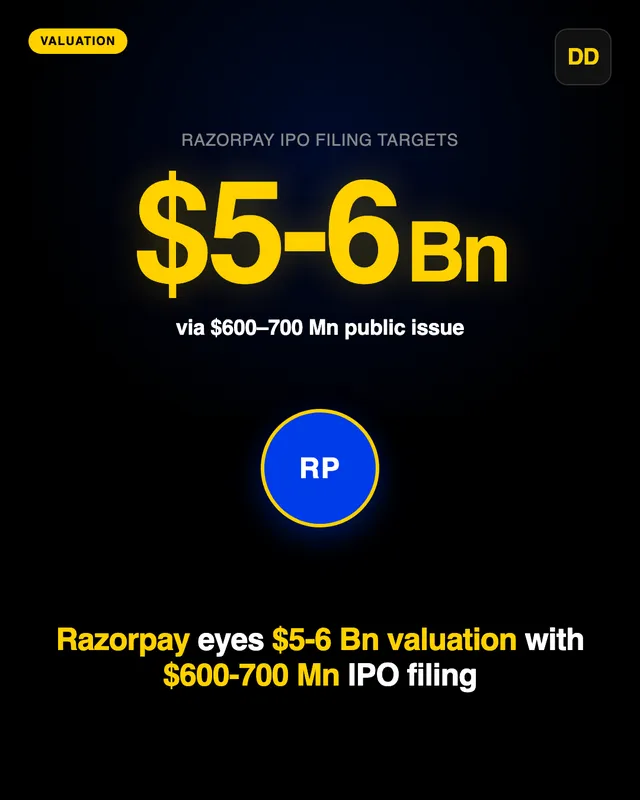 VALUATION
DD
RAZORPAY IPO FILING TARGETS
$5-6 Bn
via $600–700 Mn public issue
RP
Razorpay eyes $5-6 Bn valuation with
$600-700 Mn IPO filing